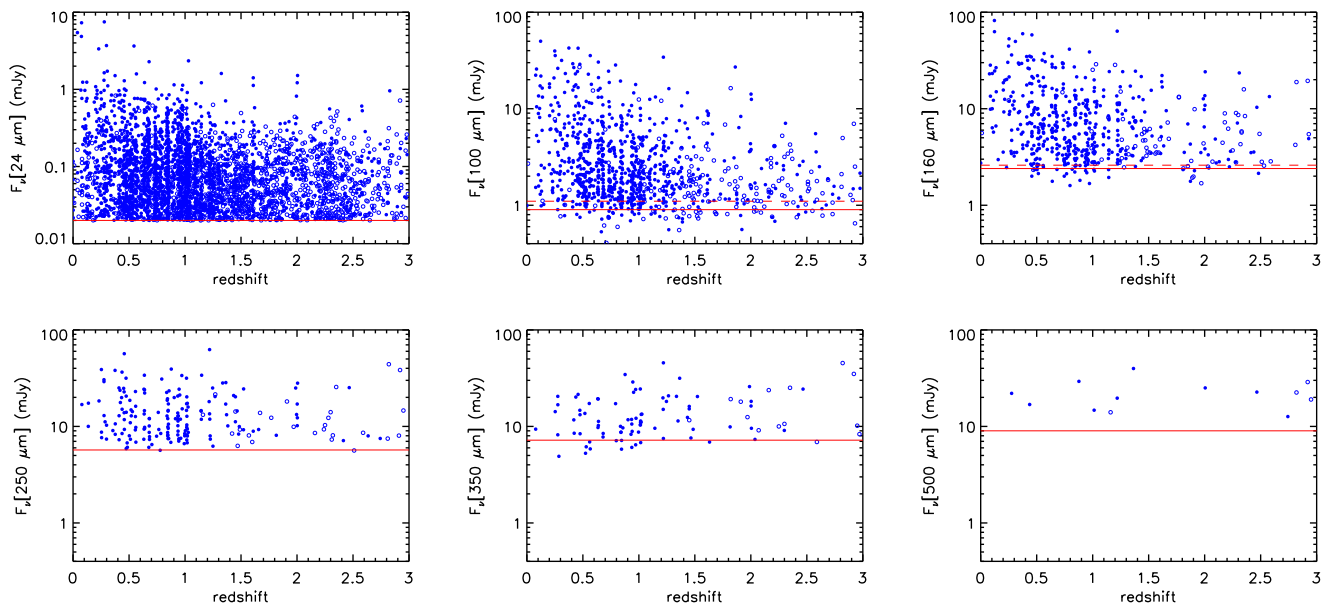 10
1
0.1
0.01
F_ν[24 μm] (mJy)
0 0.5 1 1.5 2 2.5 3
redshift
100
10
1
F_ν[100 μm] (mJy)
0 0.5 1 1.5 2 2.5 3
redshift
100
10
1
F_ν[160 μm] (mJy)
0 0.5 1 1.5 2 2.5 3
redshift
100
10
1
F_ν[250 μm] (mJy)
0 0.5 1 1.5 2 2.5 3
redshift
100
10
1
F_ν[350 μm] (mJy)
0 0.5 1 1.5 2 2.5 3
redshift
100
10
1
F_ν[500 μm] (mJy)
0 0.5 1 1.5 2 2.5 3
redshift